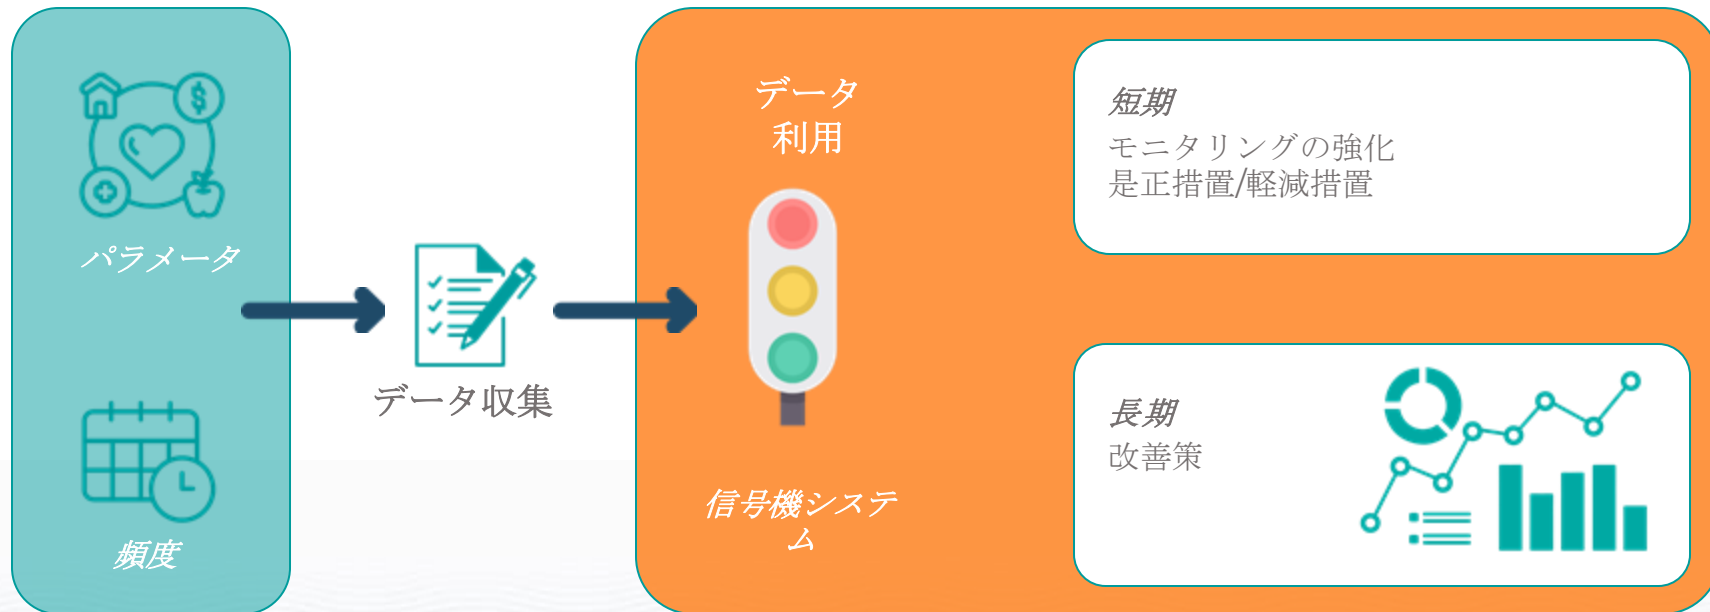 パラメータ
頻度
データ収集
データ
利用
信号機システ
ム
短期
モニタリングの強化
是正措置/軽減措置
長期
改善策